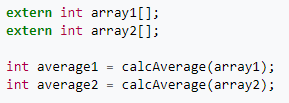 extern int array1[];
extern int array2[];
int average1 = calcAverage(array1);
int average2 = calcAverage(array2);